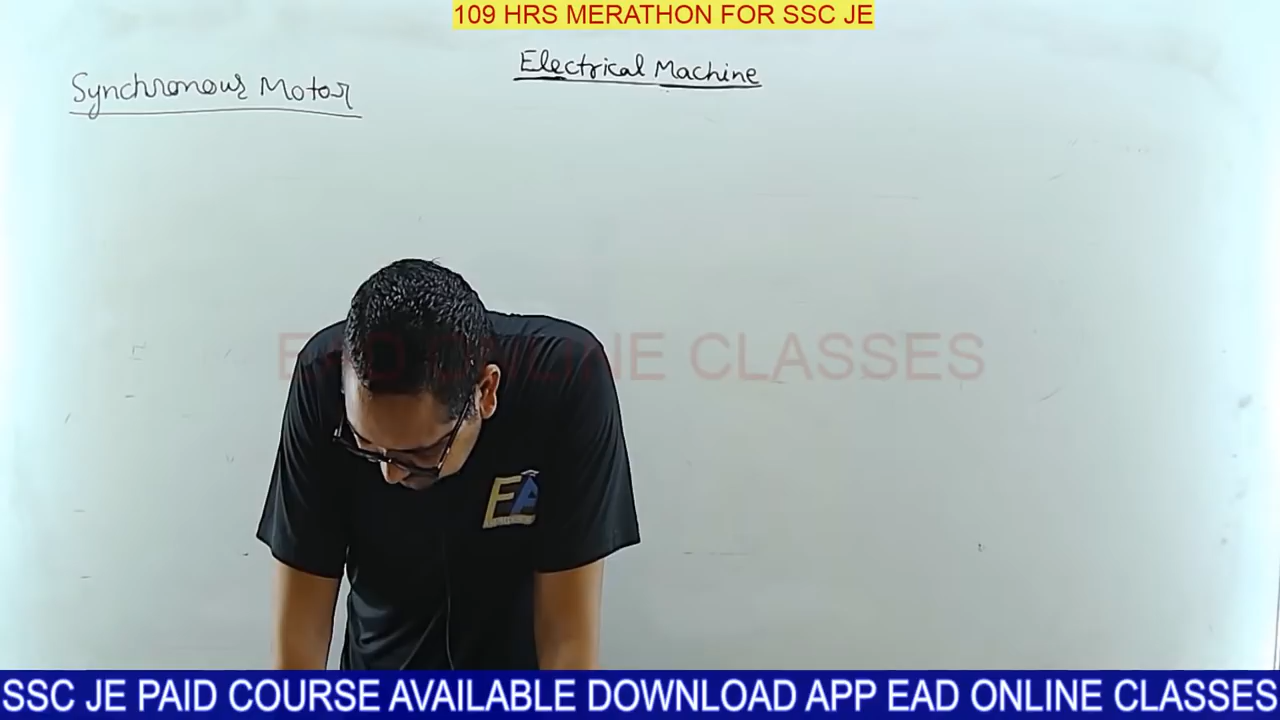 109 HRS MERATHON FOR SSC JE
Electrical Machine
Synchronous Motor
EAD ONLINE CLASSES
EA
SSC JE PAID COURSE AVAILABLE DOWNLOAD APP EAD ONLINE CLASSES